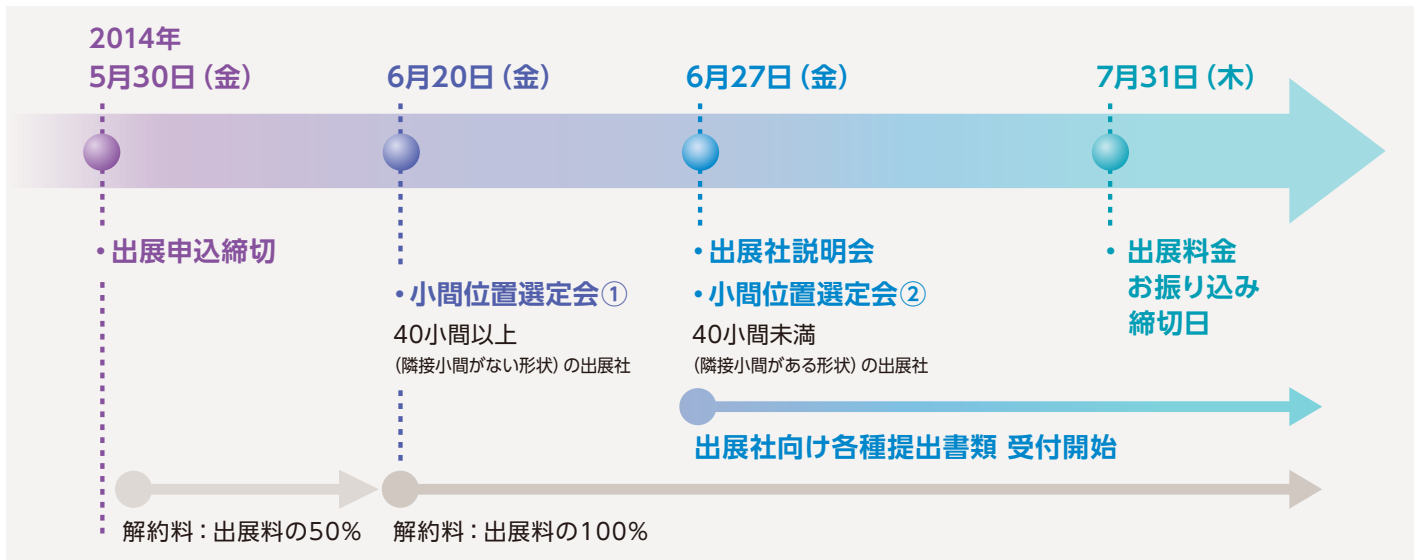 2014年
5月30日(金)
6月20日(金)
6月27日(金)
7月31日(木)
・出展申込締切
・小間位置選定会①
40小間以上
(隣接小間がない形状)の出展社
・出展社説明会
・小間位置選定会②
40小間未満
(隣接小間がある形状)の出展社
・出展料金
お振り込み
締切日
出展社向け各種提出書類 受付開始
解約料:出展料の50%
解約料:出展料の100%